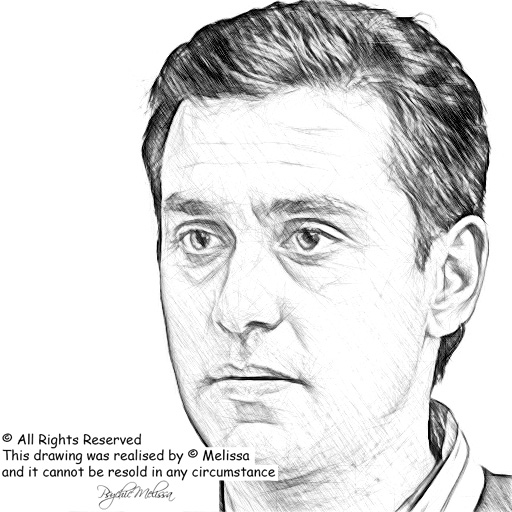 © All Rights Reserved
This drawing was realised by © Melissa
and it cannot be resold in any circumstance
Psychic Melissa